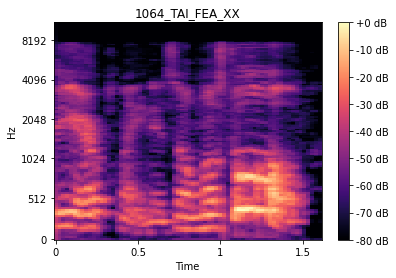 1064_TAI_FEA_XX
8192
4096
2048
1024
512
0
Hz
0
0.5
1
1.5
Time
+0 dB
-10 dB
-20 dB
-30 dB
-40 dB
-50 dB
-60 dB
-70 dB
-80 dB